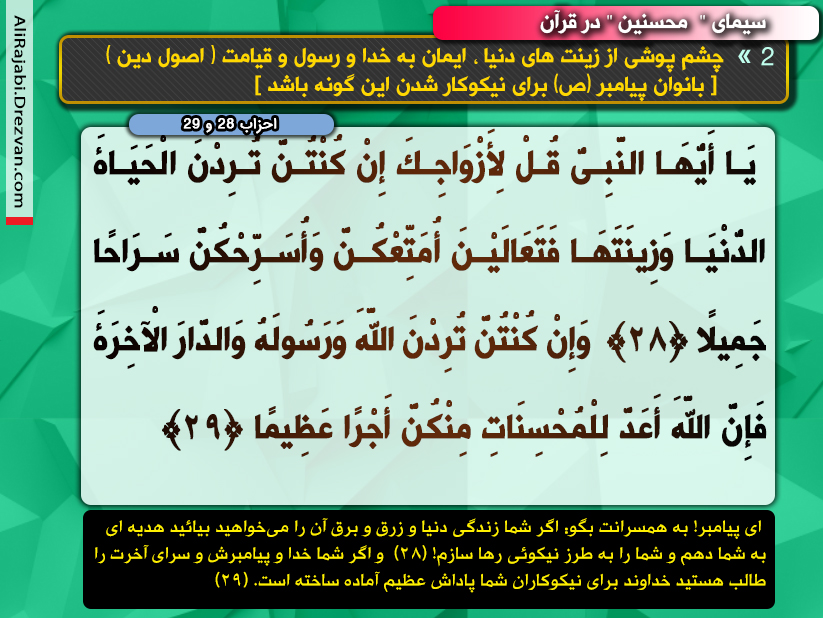 سیمای " محسنین " در قرآن
2 » چشم پوشی از زینت های دنیا ، ایمان به خدا و رسول و قیامت ( اصول دین )
[ بانوان پیامبر (ص) برای نیکوکار شدن این گونه باشد ]
احزاب 28 و 29
يَا أَيُّهَا النَّبِيُّ قُلْ لِأَزْوَاجِكَ إِنْ كُنْتُنَّ تُرِدْنَ الْحَيَاةَ
الدُّنْيَا وَزِينَتَهَا فَتَعَالَيْنَ أُمَتِّعْكُنَّ وَأُسَرِّحْكُنَّ سَرَاحًا
جَمِيلًا ﴿۲۸﴾ وَإِنْ كُنْتُنَّ تُرِدْنَ اللَّهَ وَرَسُولَهُ وَالدَّارَ الْآخِرَةَ
فَإِنَّ اللَّهَ أَعَدَّ لِلْمُحْسِنَاتِ مِنْكُنَّ أَجْرًا عَظِيمًا ﴿۲۹﴾
ای پیامبر! به همسرانت بگو: اگر شما زندگی دنیا و زرق و برق آن را می‌خواهید بیائید هدیه ای
به شما دهم و شما را به طرز نیکوئی رها سازم! (۲۸) و اگر شما خدا و پیامبرش و سرای آخرت را
طالب هستید خداوند برای نیکوکاران شما پاداش عظیم آماده ساخته است. (۲۹)
AliRajabi.Drezvan.com